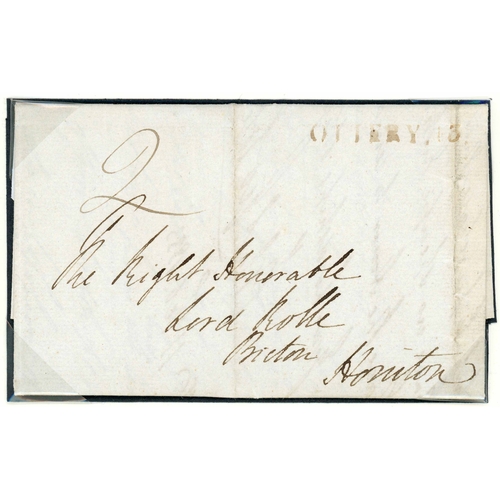 OTTERY.13.
2
The Right Honorable
Lord Rolle
Bicton
Honiton